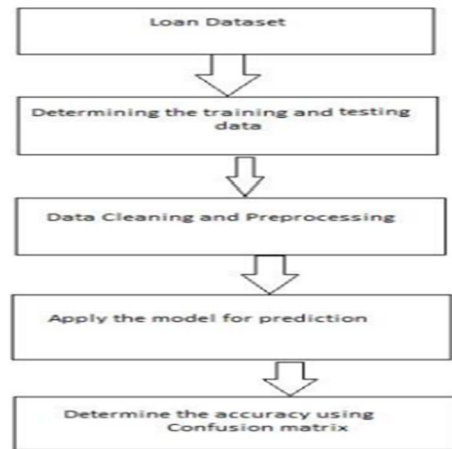 Loan Dataset
Determining the training and testing
data
Data Cleaning and Preprocessing
Apply the model for prediction
Determine the accuracy using
Confusion matrix